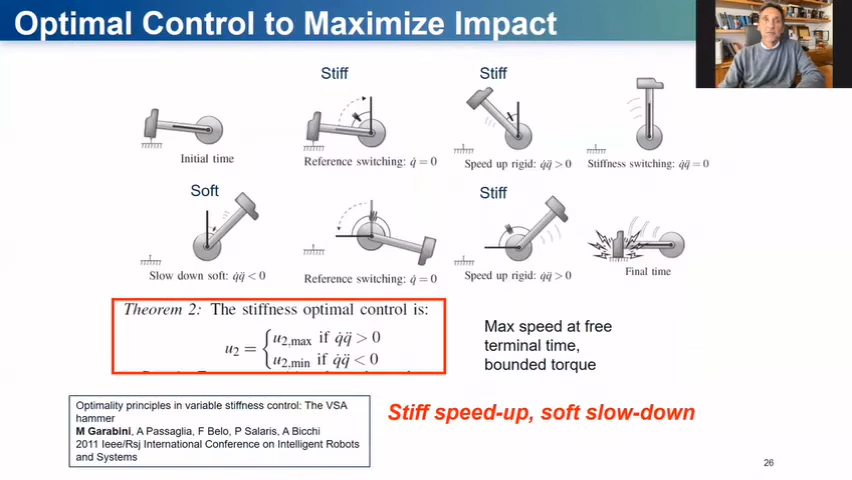 Optimal Control to Maximize Impact
Stiff
Stiff
Initial time
Reference switching: q̇ = 0
Speed up rigid: q̇q̈ > 0
Stiffness switching: q̇q̈ = 0
Soft
Stiff
Slow down soft: q̇q̈ < 0
Reference switching: q̇ = 0
Speed up rigid: q̇q̈ > 0
Final time
Theorem 2: The stiffness optimal control is:
u₂ = { u₂,max if q̇q̈ > 0
u₂,min if q̇q̈ < 0
Max speed at free
terminal time,
bounded torque
Optimality principles in variable stiffness control: The VSA
hammer
M Garabini, A Passaglia, F Belo, P Salaris, A Bicchi
2011 Ieee/Rsj International Conference on Intelligent Robots
and Systems
Stiff speed-up, soft slow-down
26